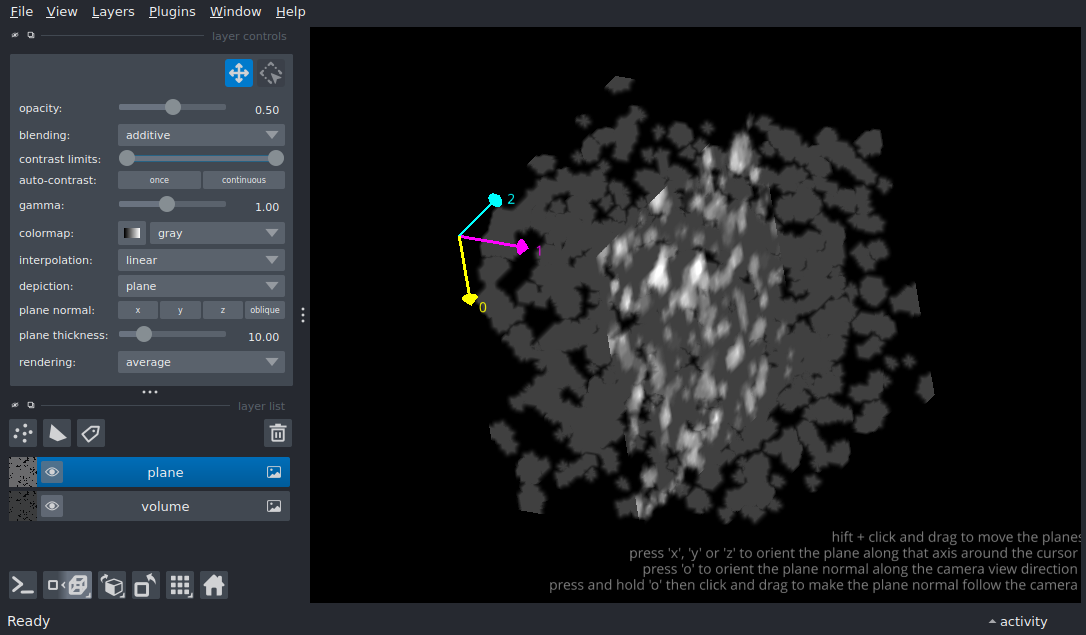 File View Layers Plugins Window Help
layer controls
opacity: 0.50
blending: additive
contrast limits:
auto-contrast: once continuous
gamma: 1.00
colormap: gray
interpolation: linear
depiction: plane
plane normal: x y z oblique
plane thickness: 10.00
rendering: average
layer list
plane
volume
2
1
0
hift + click and drag to move the planes
press 'x', 'y' or 'z' to orient the plane along that axis around the cursor
press 'o' to orient the plane normal along the camera view direction
press and hold 'o' then click and drag to make the plane normal follow the camera
Ready
activity